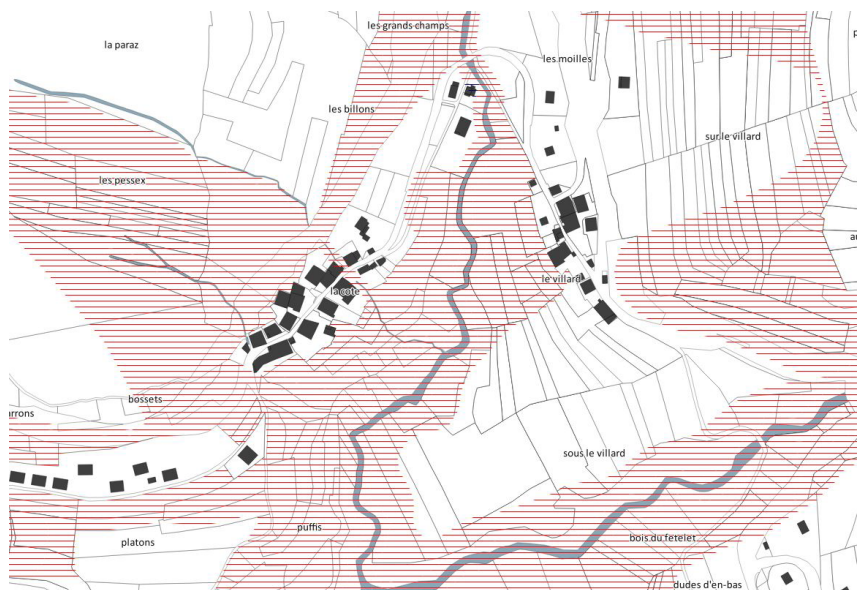 les grands champs
la paraz
les moilles
les billons
sur le villard
les pessex
le villard
la cote
bossets
sous le villard
puffis
bois du fetelet
platons
dudes d'en-bas